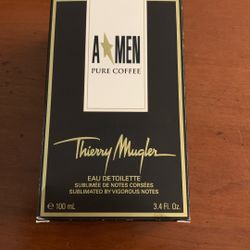 A★MEN
PURE COFFEE
Thierry Mugler
EAU DE TOILETTE
SUBLIMÉE DE NOTES CORSÉES
SUBLIMATED BY VIGOROUS NOTES
e 100 mL 3.4 Fl. Oz.